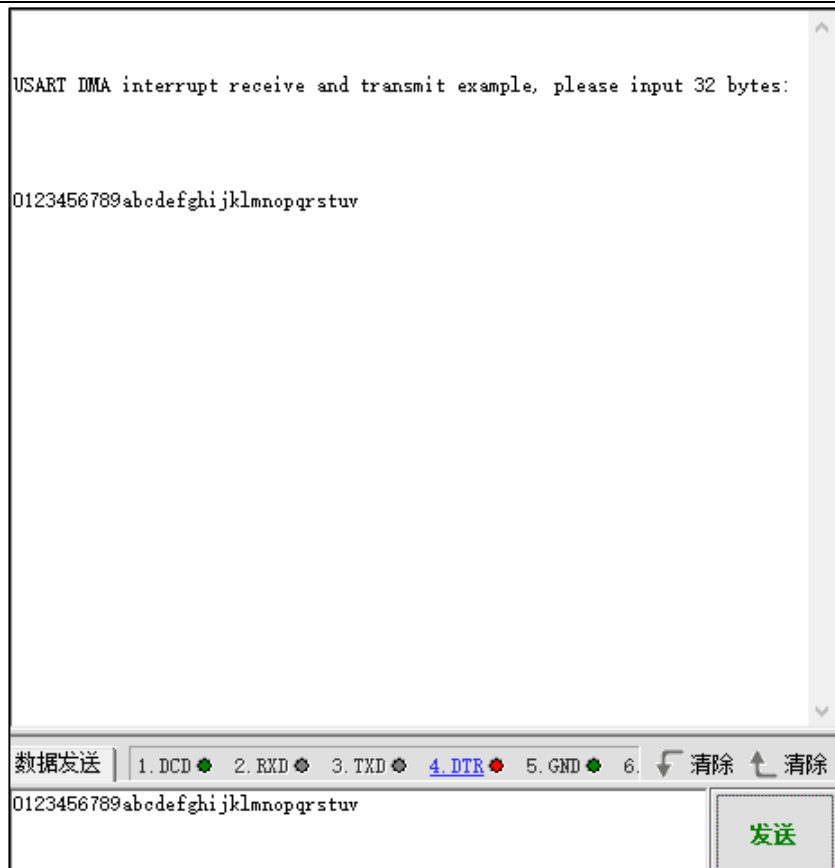 USART DMA interrupt receive and transmit example, please input 32 bytes:
0123456789abcdefghijklmnopqrstuv
数据发送 1.DCD 2.RXD 3.TXD 4.DTR 5.GND 6. 清除 清除
0123456789abcdefghijklmnopqrstuv
发送